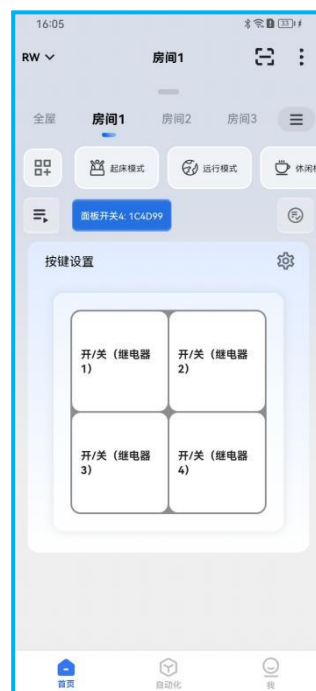 16:05
33
RW
房间1
全屋
房间1
房间2
房间3
起床模式
运行模式
休闲
面板开关4: 1C4D99
按键设置
开/关（继电器
1)
开/关（继电器
2)
开/关（继电器
3)
开/关（继电器
4)
首页
自动化
我